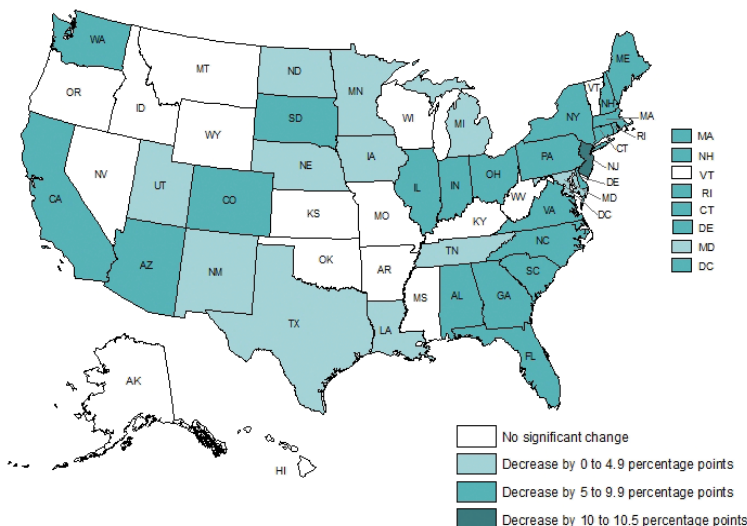 WA
MT
ND
MN
ME
VT
NH
OR
ID
SD
WI
MI
NY
MA
RI
CT
WY
IA
PA
NJ
NE
OH
DE
NV
UT
IL
IN
MD
CO
WV
VA
DC
CA
KS
MO
KY
NC
TN
AZ
OK
AR
SC
NM
MS
AL
GA
TX
LA
FL
AK
HI
MA
NH
VT
RI
CT
DE
MD
DC
No significant change
Decrease by 0 to 4.9 percentage points
Decrease by 5 to 9.9 percentage points
Decrease by 10 to 10.5 percentage points